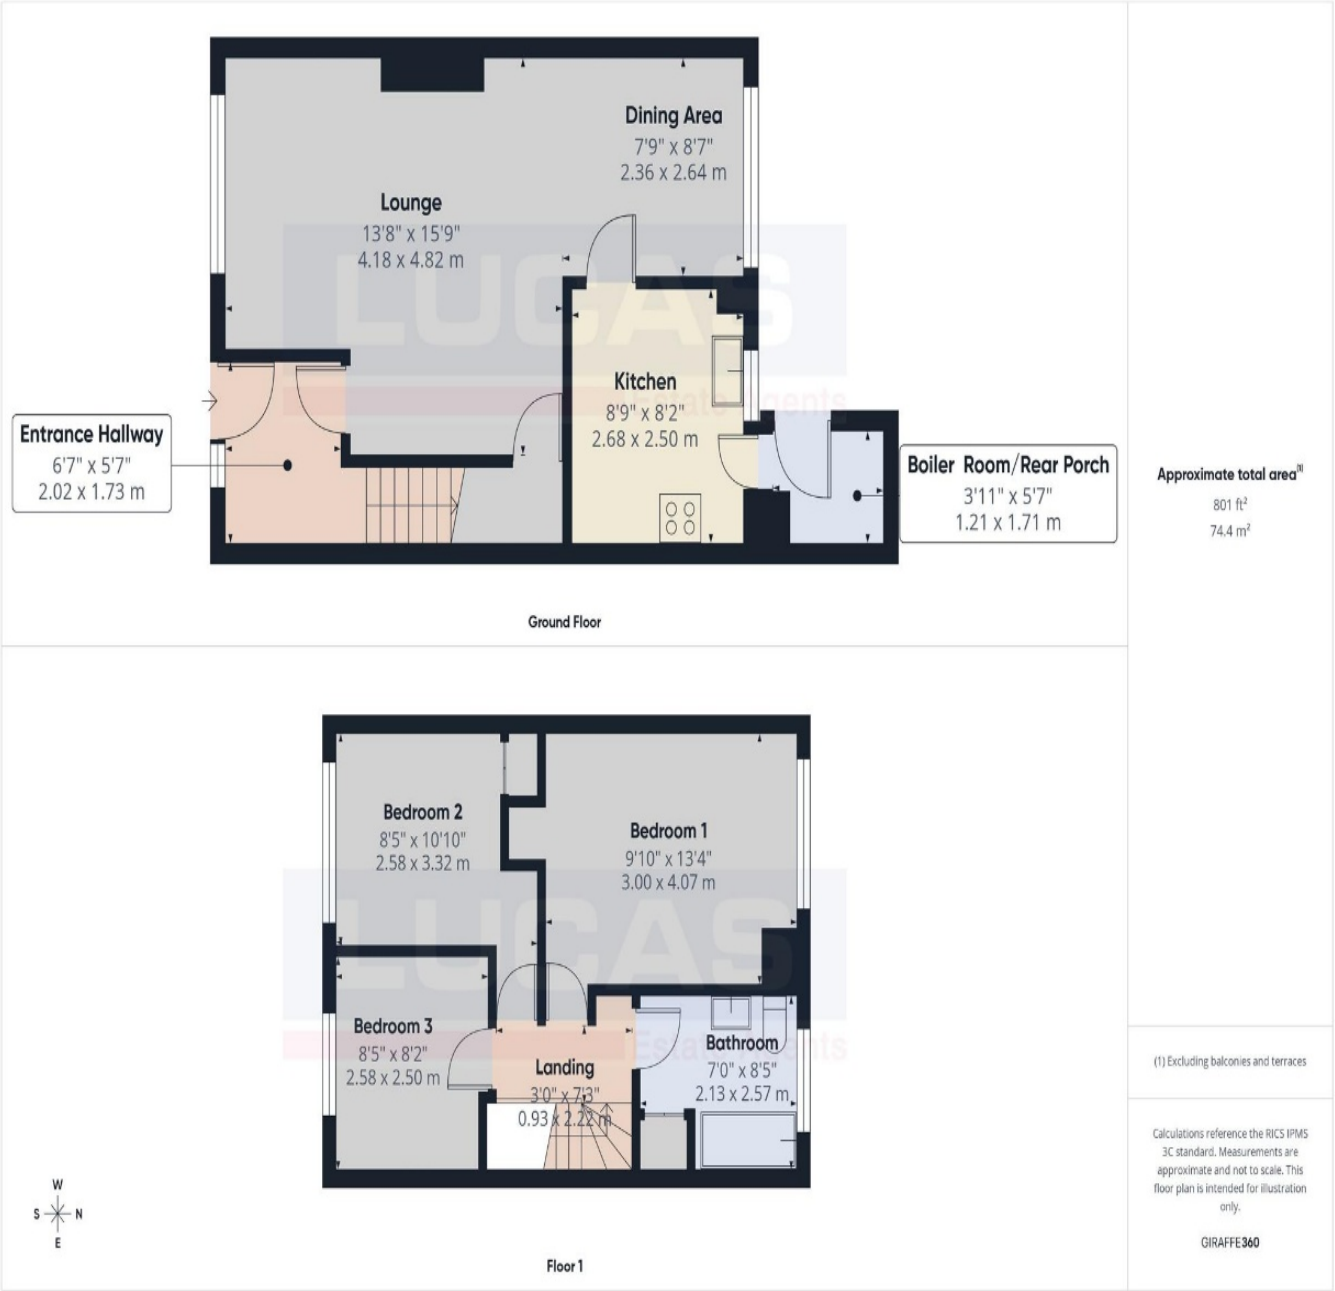 Dining Area
7'9" x 8'7"
2.36 x 2.64 m
Lounge
13'8" x 15'9"
4.18 x 4.82 m
LUCAS
Estate Agents
Kitchen
8'9" x 8'2"
2.68 x 2.50 m
Entrance Hallway
6'7" x 5'7"
2.02 x 1.73 m
Boiler Room/Rear Porch
3'11" x 5'7"
1.21 x 1.71 m
Ground Floor
Approximate total area(1)
801 ft²
74.4 m²
Bedroom 2
8'5" x 10'10"
2.58 x 3.32 m
Bedroom 1
9'10" x 13'4"
3.00 x 4.07 m
LUCAS
Estate Agents
Bedroom 3
8'5" x 8'2"
2.58 x 2.50 m
Landing
3'0" x 7'3"
0.93 x 2.22 m
Bathroom
7'0" x 8'5"
2.13 x 2.57 m
W
S N
E
Floor 1
(1) Excluding balconies and terraces
Calculations reference the RICS IPMS
3C standard. Measurements are
approximate and not to scale. This
floor plan is intended for illustration
only.
GIRAFFE360